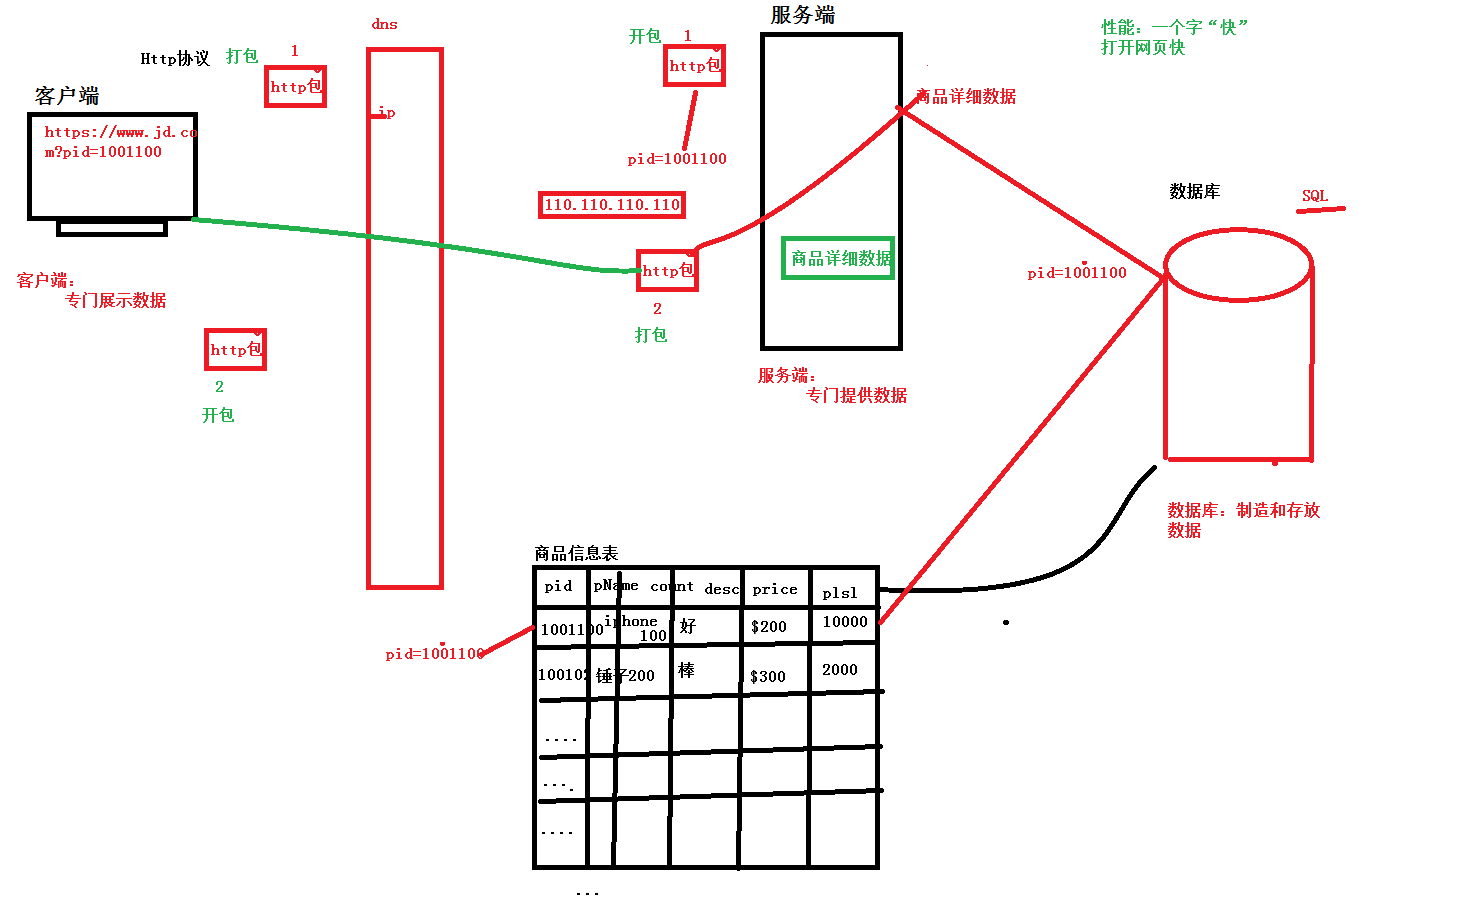 dns
服务端
性能：一个字“快”
打开网页快
Http协议
打包
1
http包
开包
1
http包
客户端
https://www.jd.co
m?pid=1001100
ip
商品详细数据
pid=1001100
110.110.110.110
数据库
SQL
http包
2
打包
商品详细数据
pid=1001100
客户端：
专门展示数据
http包
2
开包
服务端：
专门提供数据
数据库：制造和存放
数据
商品信息表
pid pName count desc price plsl
1001100 iphone 100 好 $200 10000
pid=1001100
100102 锤子200 棒 $300 2000
....
....
....
...